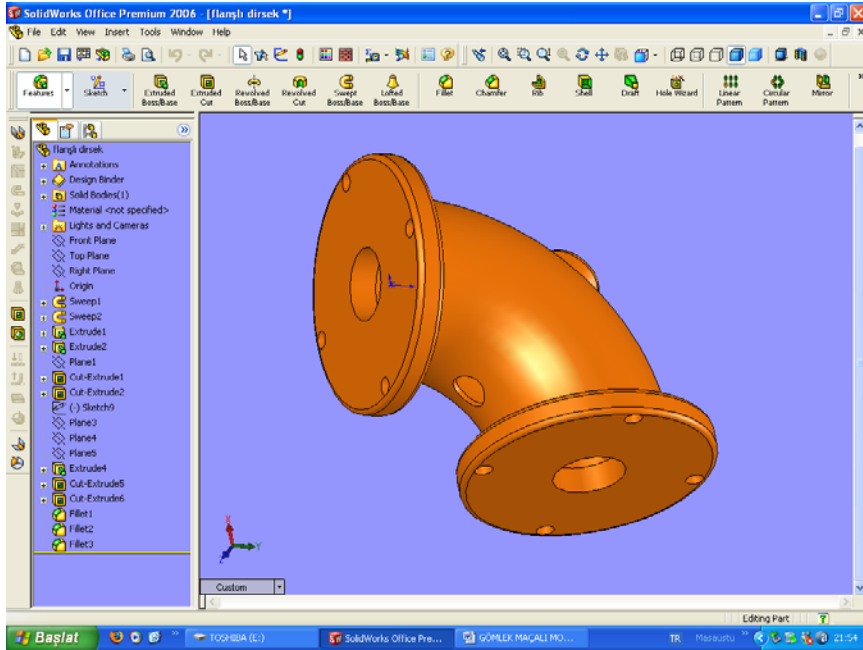 SolidWorks Office Premium 2006 - [flanşlı dirsek *]
File Edit View Insert Tools Window Help
Features Sketch Extruded Boss/Base Extruded Cut Revolved Boss/Base Revolved Cut Swept Boss/Base Lofted Boss/Base Fillet Chamfer Rib Shell Draft Hole Wizard Linear Pattern Circular Pattern Mirror
flanşlı dirsek
Annotations
Design Binder
Solid Bodies(1)
Material <not specified>
Lights and Cameras
Front Plane
Top Plane
Right Plane
Origin
Sweep1
Sweep2
Extrude1
Extrude2
Plane1
Cut-Extrude1
Cut-Extrude2
(-) Sketch9
Plane3
Plane4
Plane5
Extrude4
Cut-Extrude5
Cut-Extrude6
Fillet1
Fillet2
Fillet3
X
Y
Z
Custom
Editing Part
Başlat TOSHIBA (E:) SolidWorks Office Pre... GÖMLEK MAÇALI MO... TR Masaüstü 21:54